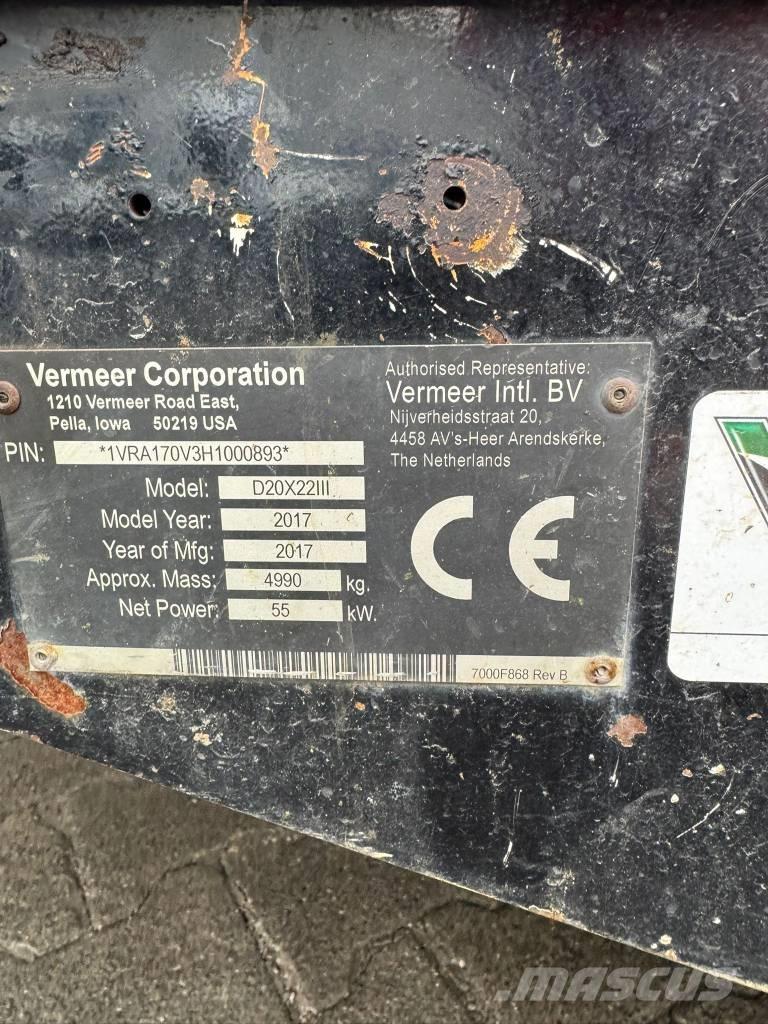 Vermeer Corporation
1210 Vermeer Road East,
Pella, Iowa 50219 USA
Authorised Representative:
Vermeer Intl. BV
Nijverheidsstraat 20,
4458 AV's-Heer Arendskerke,
The Netherlands
PIN: *1VRA170V3H1000893*
Model: D20X22III
Model Year: 2017
Year of Mfg: 2017
Approx. Mass: 4990 kg.
Net Power: 55 kW.
CE
7000F868 Rev B
MASCUS